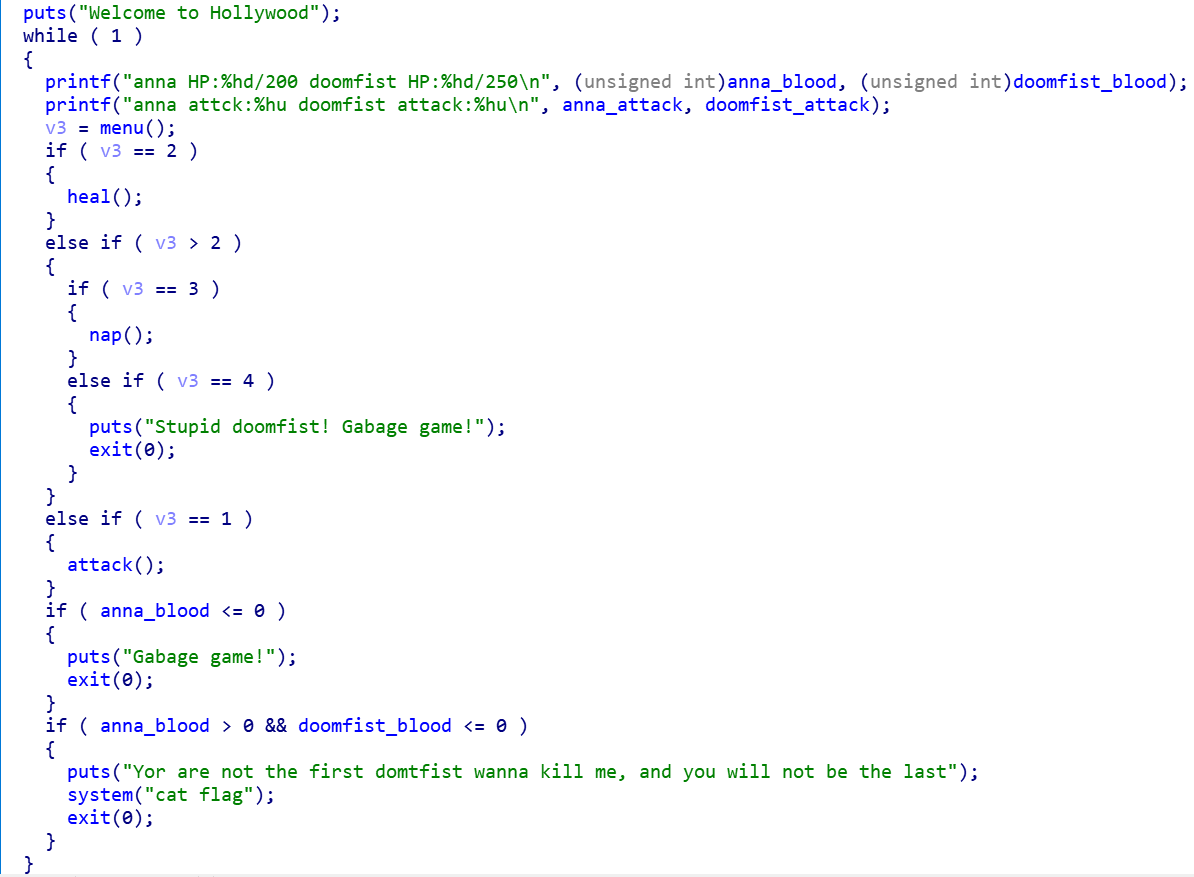 puts("Welcome to Hollywood");
while ( 1 )
{
printf("anna HP:%hd/200 doomfist HP:%hd/250\n", (unsigned int)anna_blood, (unsigned int)doomfist_blood);
printf("anna attck:%hu doomfist attack:%hu\n", anna_attack, doomfist_attack);
v3 = menu();
if ( v3 == 2 )
{
heal();
}
else if ( v3 > 2 )
{
if ( v3 == 3 )
{
nap();
}
else if ( v3 == 4 )
{
puts("Stupid doomfist! Gabage game!");
exit(0);
}
}
else if ( v3 == 1 )
{
attack();
}
if ( anna_blood <= 0 )
{
puts("Gabage game!");
exit(0);
}
if ( anna_blood > 0 && doomfist_blood <= 0 )
{
puts("Yor are not the first domtfist wanna kill me, and you will not be the last");
system("cat flag");
exit(0);
}
}